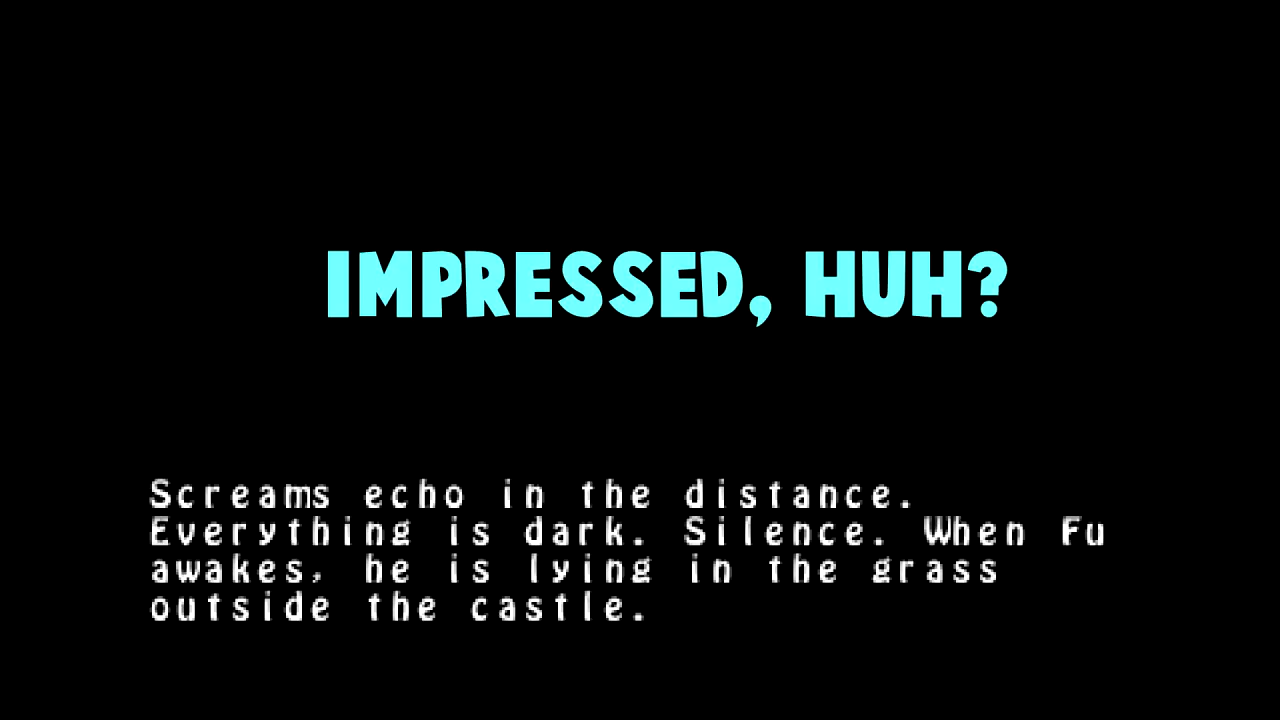 IMPRESSED, HUH?
Screams echo in the distance.
Everything is dark. Silence. When Fu
awakes, he is lying in the grass
outside the castle.